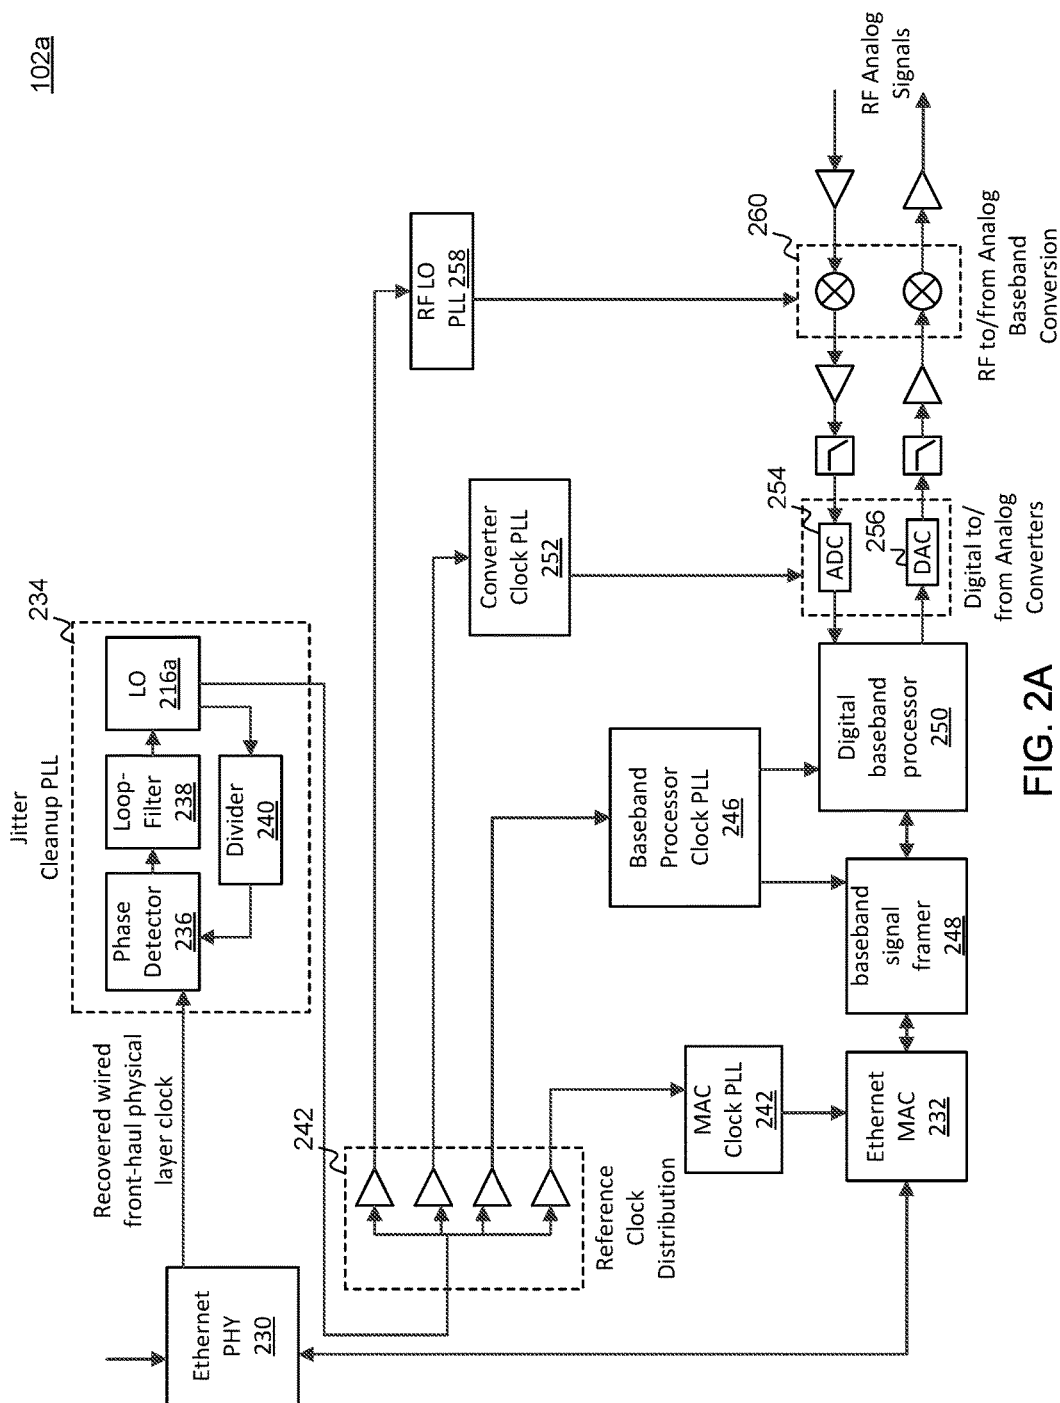 102a
Ethernet
PHY
230
Recovered wired
front-haul physical
layer clock
Jitter
Cleanup PLL
234
Phase
Detector
236
Loop-
Filter
238
LO
216a
Divider
240
242
Reference
Clock
Distribution
MAC
Clock PLL
242
Baseband
Processor
Clock PLL
246
Converter
Clock PLL
252
RF LO
PLL 258
Ethernet
MAC
232
baseband
signal
framer
248
Digital
baseband
processor
250
254
ADC
256
DAC
Digital to/
from Analog
Converters
260
RF to/from Analog
Baseband
Conversion
RF Analog
Signals
FIG. 2A